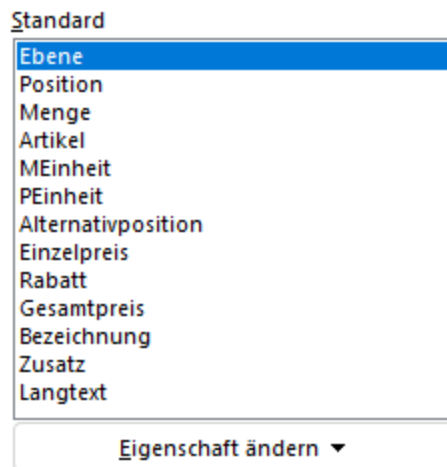 Standard
Ebene
Position
Menge
Artikel
MEinheit
PEinheit
Alternativposition
Einzelpreis
Rabatt
Gesamtpreis
Bezeichnung
Zusatz
Langtext
Eigenschaft ändern